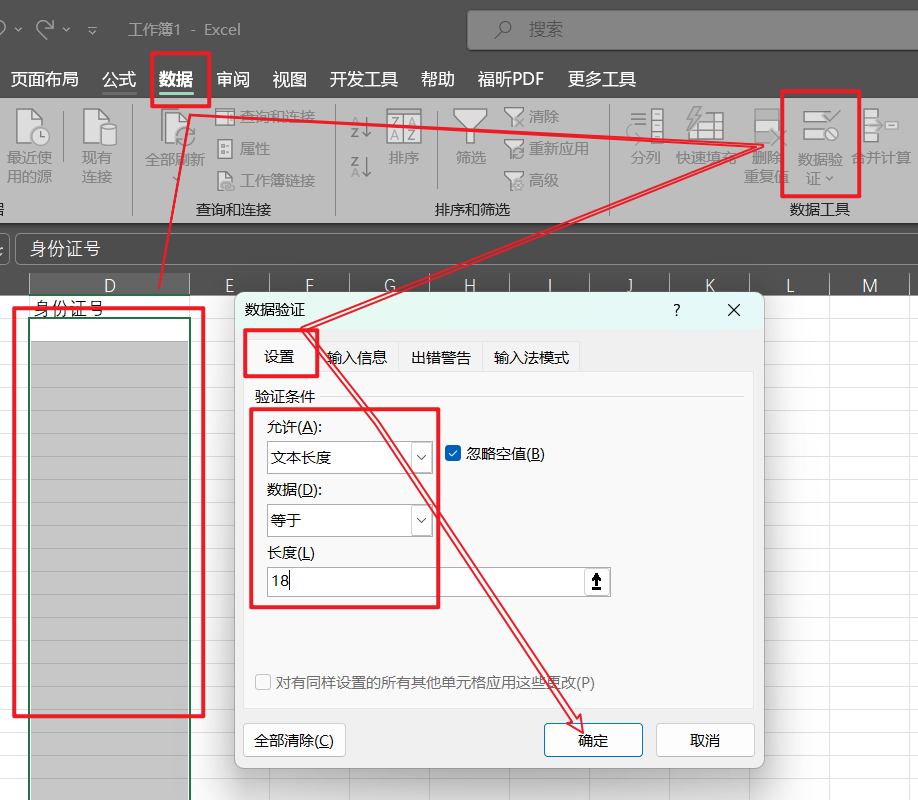 工作簿1 - Excel
搜索
页面布局 公式 数据 审阅 视图 开发工具 帮助 福昕PDF 更多工具
最近使用的源
现有连接
全部刷新
查询和连接
属性
工作簿链接
查询和连接
排序
筛选
清除
重新应用
高级
排序和筛选
分列
快速填充
删除重复值
数据验证
合并计算
数据工具
身份证号
D E F G H I J K L M
身份证号
数据验证 ?
设置 输入信息 出错警告 输入法模式
验证条件
允许(A):
文本长度 忽略空值(B)
数据(D):
等于
长度(L)
18
对有同样设置的所有其他单元格应用这些更改(P)
全部清除(C) 确定 取消